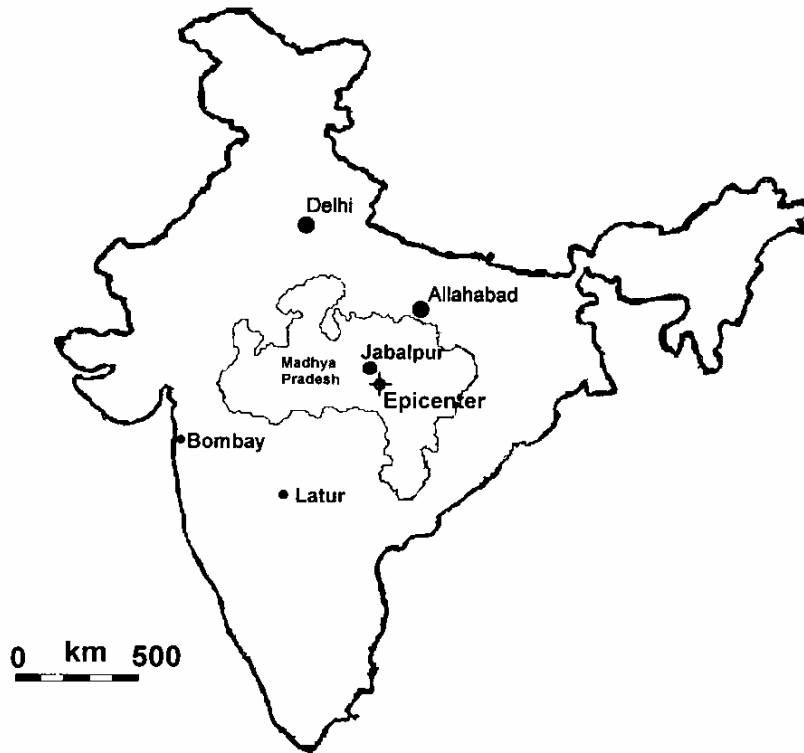 Delhi
Allahabad
Jabalpur
Madhya
Pradesh
Epicenter
Bombay
Latur
0 km 500